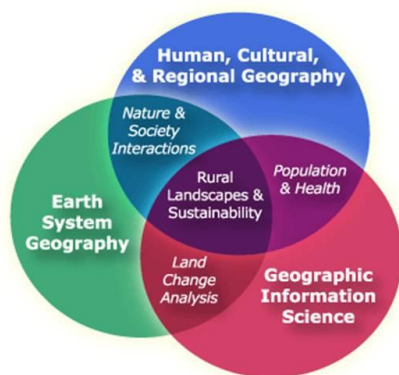 Human, Cultural,
& Regional Geography
Nature &
Society
Interactions
Rural
Landscapes &
Sustainability
Population
& Health
Earth
System
Geography
Land
Change
Analysis
Geographic
Information
Science